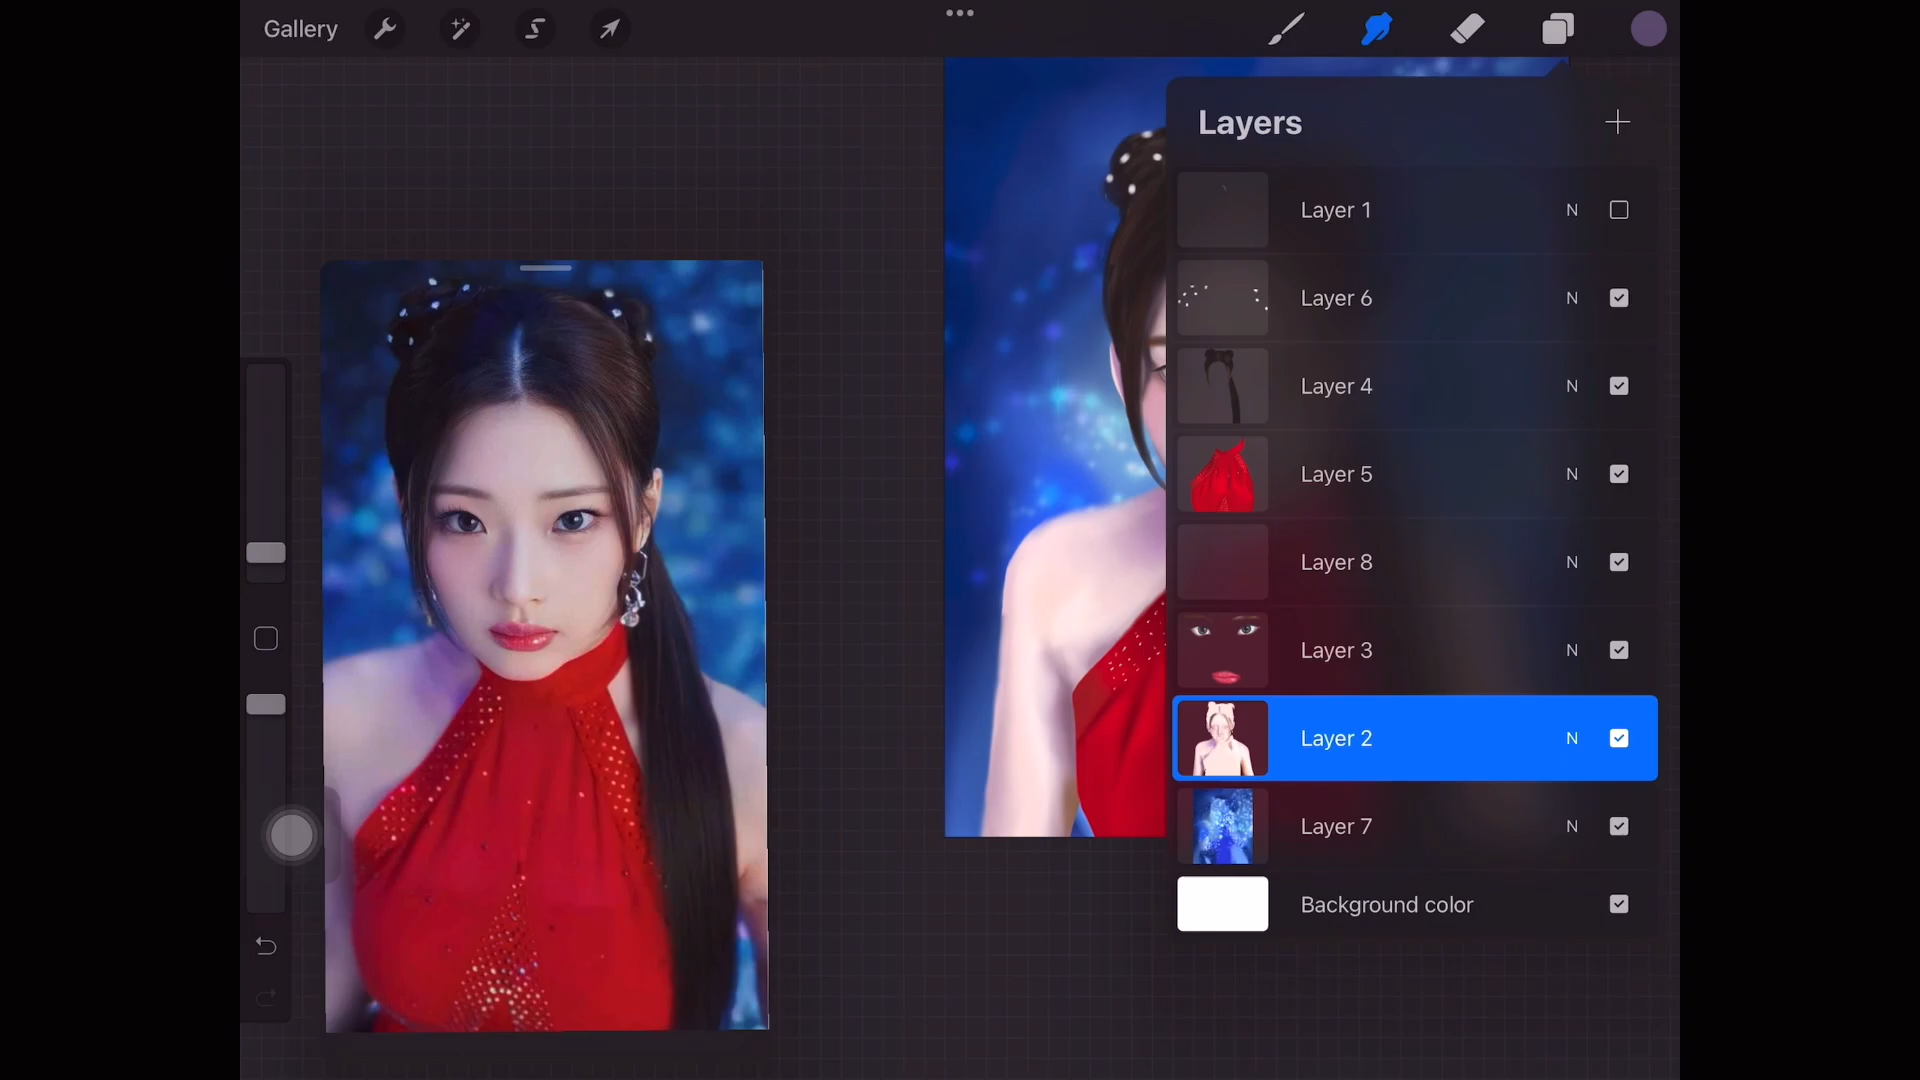 Gallery
Layers
Layer 1 N
Layer 6 N
Layer 4 N
Layer 5 N
Layer 8 N
Layer 3 N
Layer 2 N
Layer 7 N
Background color